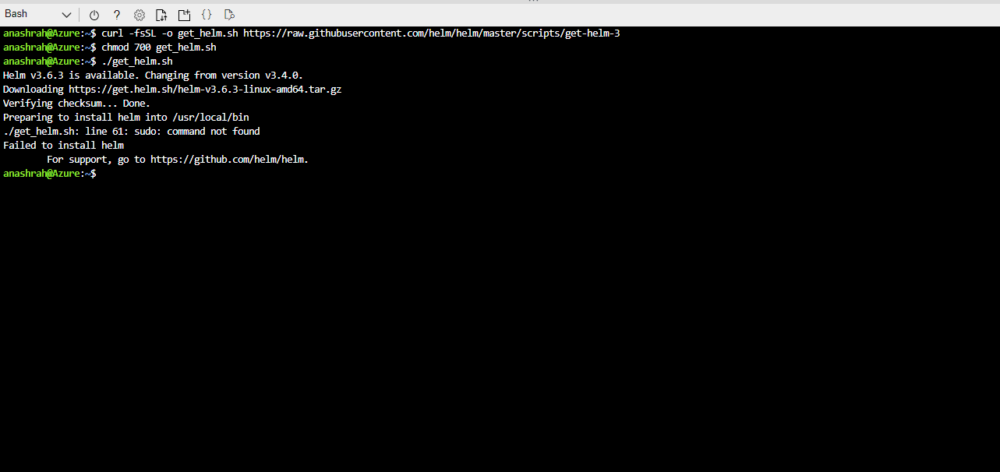 Bash
anashrah@Azure:~$ curl -fsSL -o get_helm.sh https://raw.githubusercontent.com/helm/helm/master/scripts/get-helm-3
anashrah@Azure:~$ chmod 700 get_helm.sh
anashrah@Azure:~$ ./get_helm.sh
Helm v3.6.3 is available. Changing from version v3.4.0.
Downloading https://get.helm.sh/helm-v3.6.3-linux-amd64.tar.gz
Verifying checksum... Done.
Preparing to install helm into /usr/local/bin
./get_helm.sh: line 61: sudo: command not found
Failed to install helm
        For support, go to https://github.com/helm/helm.
anashrah@Azure:~$